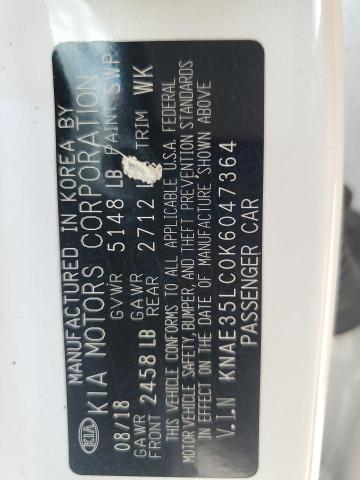 MANUFACTURED IN KOREA BY
KIA KIA MOTORS CORPORATION
08/18 GVWR 5148 LB PAINT SWP
GAWR FRONT 2458 LB GAWR REAR 2712 TRIM WK
THIS VEHICLE CONFORMS TO ALL APPLICABLE U.S.A. FEDERAL
MOTOR VEHICLE SAFETY, BUMPER, AND THEFT PREVENTION STANDARDS
IN EFFECT ON THE DATE OF MANUFACTURE SHOWN ABOVE
V.I.N KNAE35LC0K6047364
PASSENGER CAR